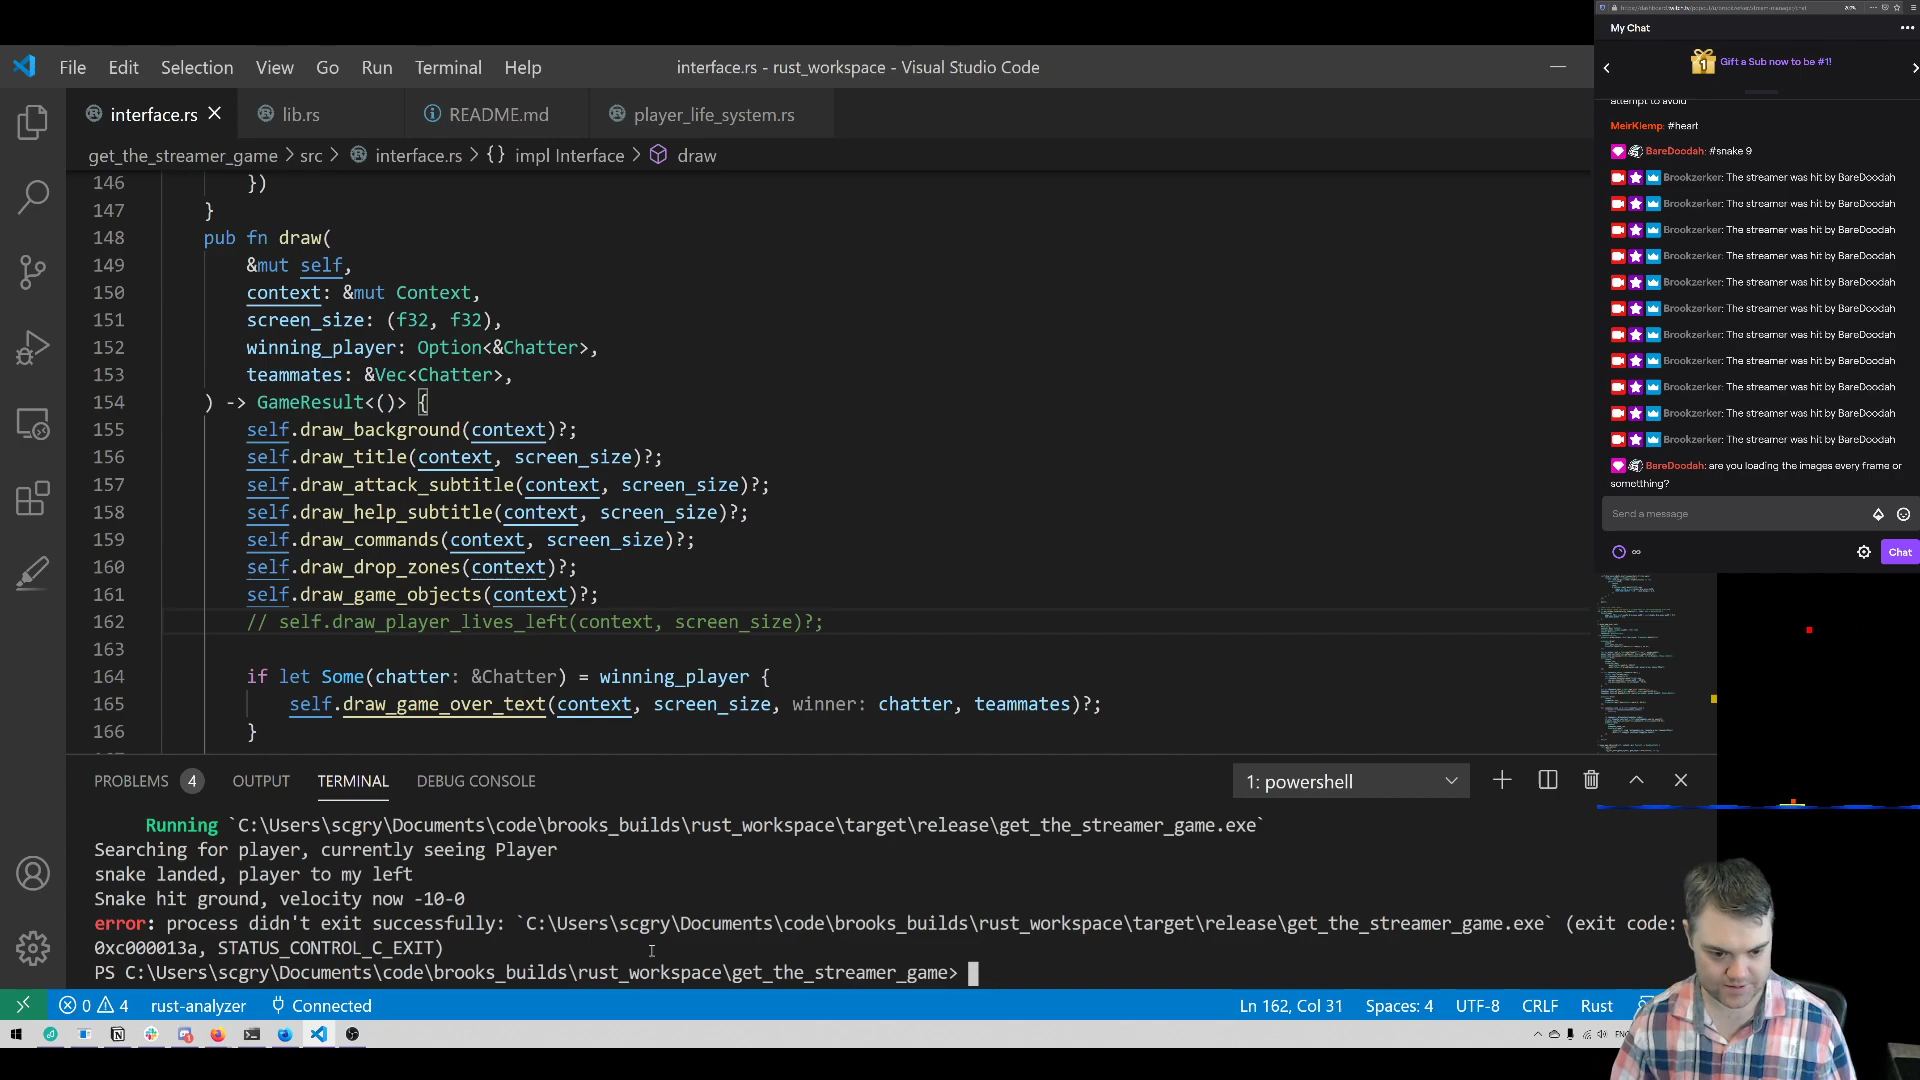 File Edit Selection View Go Run Terminal Help
interface.rs - rust_workspace - Visual Studio Code
interface.rs
lib.rs
README.md
player_life_system.rs
get_the_streamer_game > src > interface.rs > {} impl Interface > draw
146 })
147 }
148 pub fn draw(
149 &mut self,
150 context: &mut Context,
151 screen_size: (f32, f32),
152 winning_player: Option<&Chatter>,
153 teammates: &Vec<Chatter>,
154 ) -> GameResult<()> {
155 self.draw_background(context)?;
156 self.draw_title(context, screen_size)?;
157 self.draw_attack_subtitle(context, screen_size)?;
158 self.draw_help_subtitle(context, screen_size)?;
159 self.draw_commands(context, screen_size)?;
160 self.draw_drop_zones(context)?;
161 self.draw_game_objects(context)?;
162 // self.draw_player_lives_left(context, screen_size)?;
163
164 if let Some(chatter: &Chatter) = winning_player {
165 self.draw_game_over_text(context, screen_size, winner: chatter, teammates)?;
166 }
PROBLEMS 4 OUTPUT TERMINAL DEBUG CONSOLE
1: powershell
Running `C:\Users\scgry\Documents\code\brooks_builds\rust_workspace\target\release\get_the_streamer_game.exe`
Searching for player, currently seeing Player
snake landed, player to my left
Snake hit ground, velocity now -10-0
error: process didn't exit successfully: `C:\Users\scgry\Documents\code\brooks_builds\rust_workspace\target\release\get_the_streamer_game.exe` (exit code:
0xc000013a, STATUS_CONTROL_C_EXIT)
PS C:\Users\scgry\Documents\code\brooks_builds\rust_workspace\get_the_streamer_game>
0 4 rust-analyzer Connected
Ln 162, Col 31 Spaces: 4 UTF-8 CRLF Rust
My Chat
1 Gift a Sub now to be #1!
attempt to avoid
MeirKlemp: #heart
BareDoodah: #snake 9
Brookzerker: The streamer was hit by BareDoodah
Brookzerker: The streamer was hit by BareDoodah
Brookzerker: The streamer was hit by BareDoodah
Brookzerker: The streamer was hit by BareDoodah
Brookzerker: The streamer was hit by BareDoodah
Brookzerker: The streamer was hit by BareDoodah
Brookzerker: The streamer was hit by BareDoodah
Brookzerker: The streamer was hit by BareDoodah
Brookzerker: The streamer was hit by BareDoodah
Brookzerker: The streamer was hit by BareDoodah
Brookzerker: The streamer was hit by BareDoodah
BareDoodah: are you loading the images every frame or
sometthing?
Send a message
∞
Chat